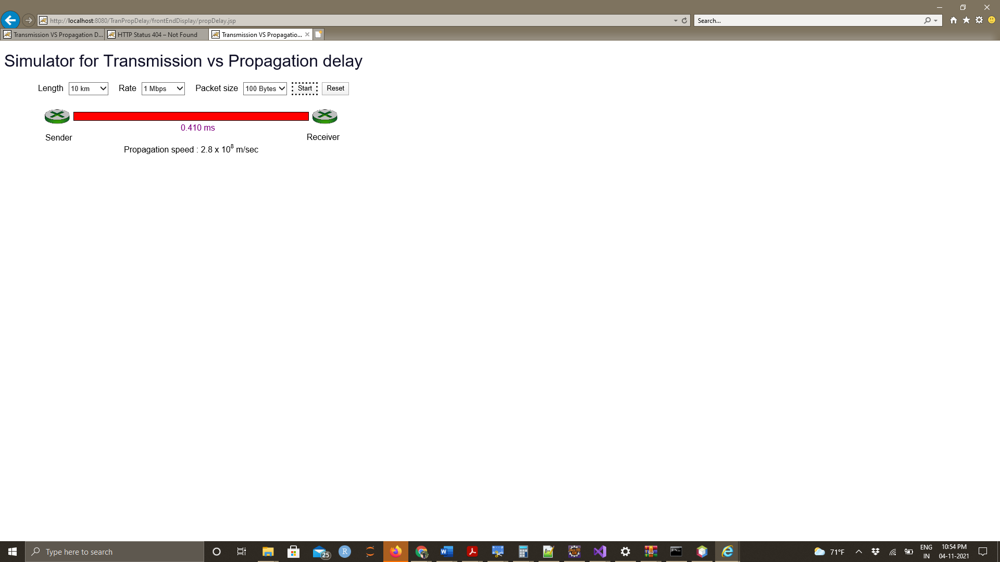 http://localhost:8080/TranPropDelay/frontEndDisplay/propDelay.jsp
Search...
Transmission VS Propagation D...
HTTP Status 404 – Not Found
Transmission VS Propagatio...
Simulator for Transmission vs Propagation delay
Length 10 km Rate 1 Mbps Packet size 100 Bytes Start Reset
0.410 ms
Sender
Receiver
Propagation speed : 2.8 x 10⁸ m/sec
Type here to search
25
R
W
71°F
ENG
IN
10:54 PM
04-11-2021